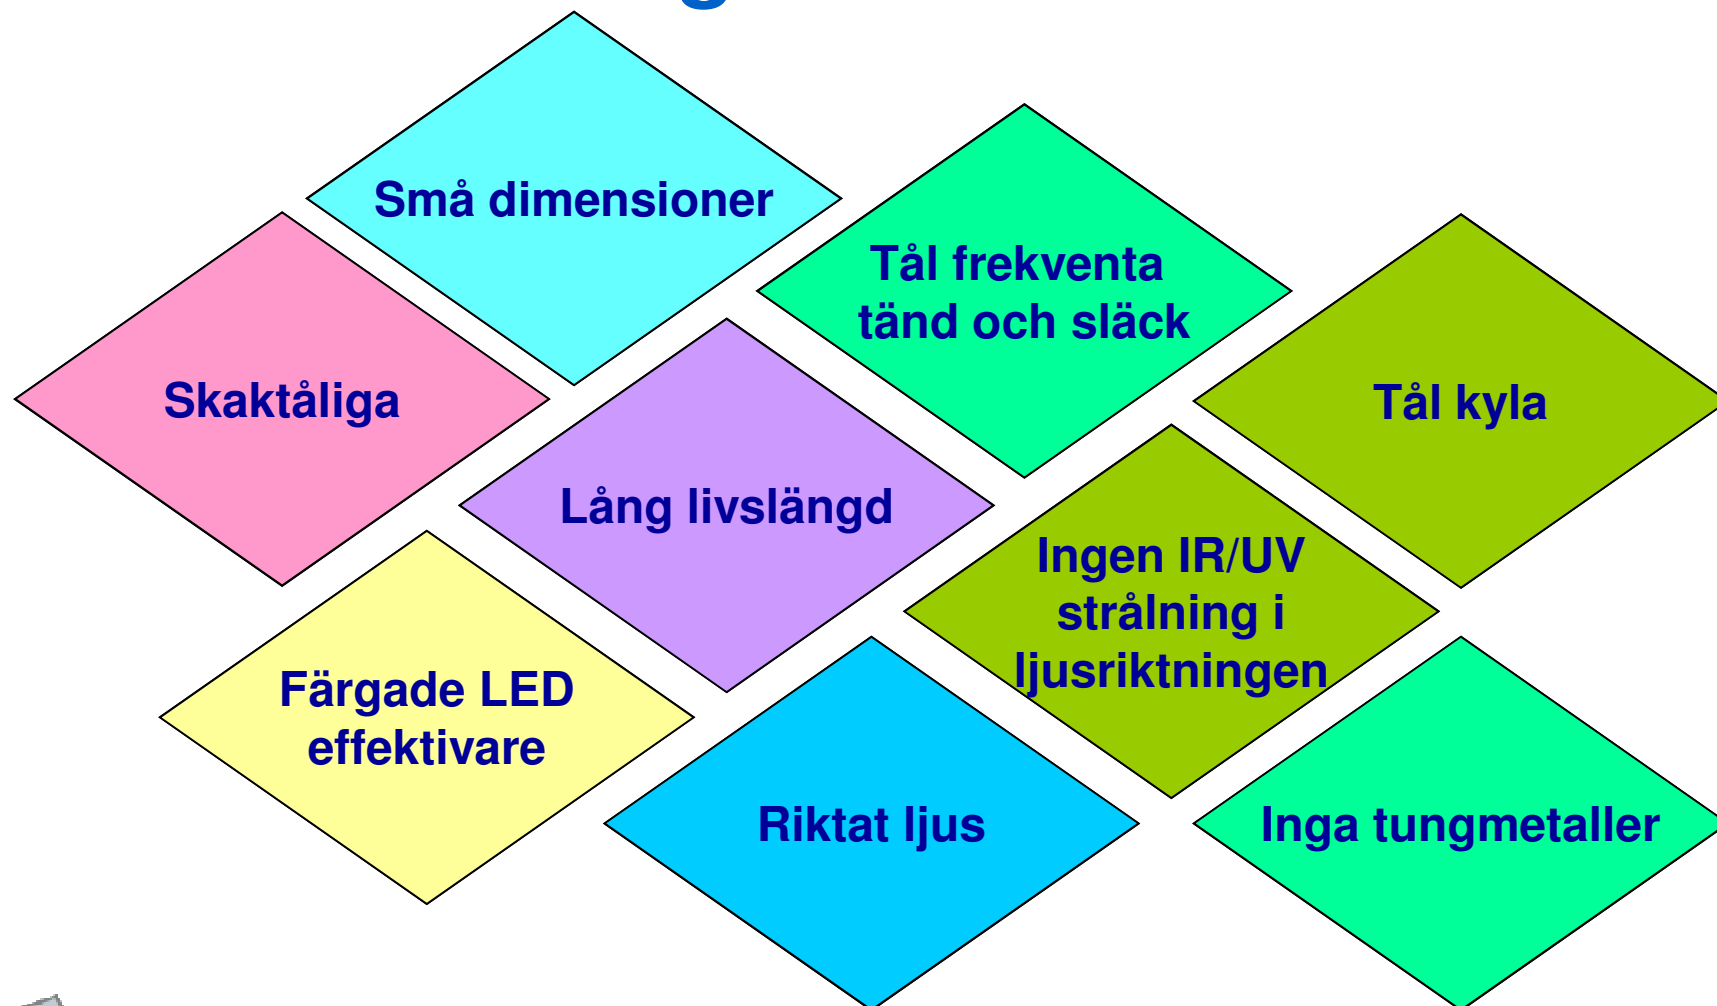 Små dimensioner
Tål frekventa
tänd och släck
Skaktåliga
Tål kyla
Lång livslängd
Ingen IR/UV
strålning i
ljusriktningen
Färgade LED
effektivare
Riktat ljus
Inga tungmetaller